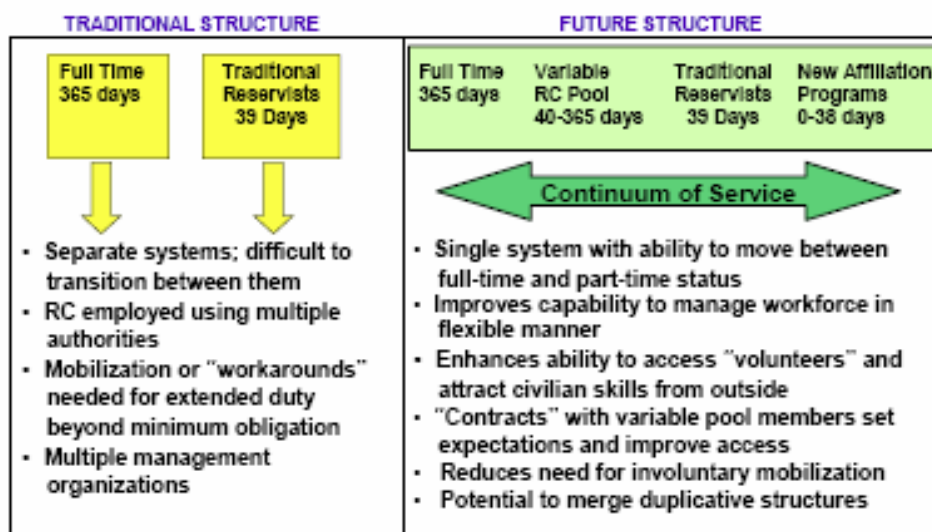 TRADITIONAL STRUCTURE
Full Time
365 days
Traditional
Reservists
39 Days
• Separate systems; difficult to
transition between them
• RC employed using multiple
authorities
• Mobilization or "workarounds"
needed for extended duty
beyond minimum obligation
• Multiple management
organizations
FUTURE STRUCTURE
Full Time
365 days
Variable
RC Pool
40-365 days
Traditional
Reservists
39 Days
New Affiliation
Programs
0-38 days
Continuum of Service
• Single system with ability to move between
full-time and part-time status
• Improves capability to manage workforce in
flexible manner
• Enhances ability to access "volunteers" and
attract civilian skills from outside
• "Contracts" with variable pool members set
expectations and improve access
• Reduces need for involuntary mobilization
• Potential to merge duplicative structures